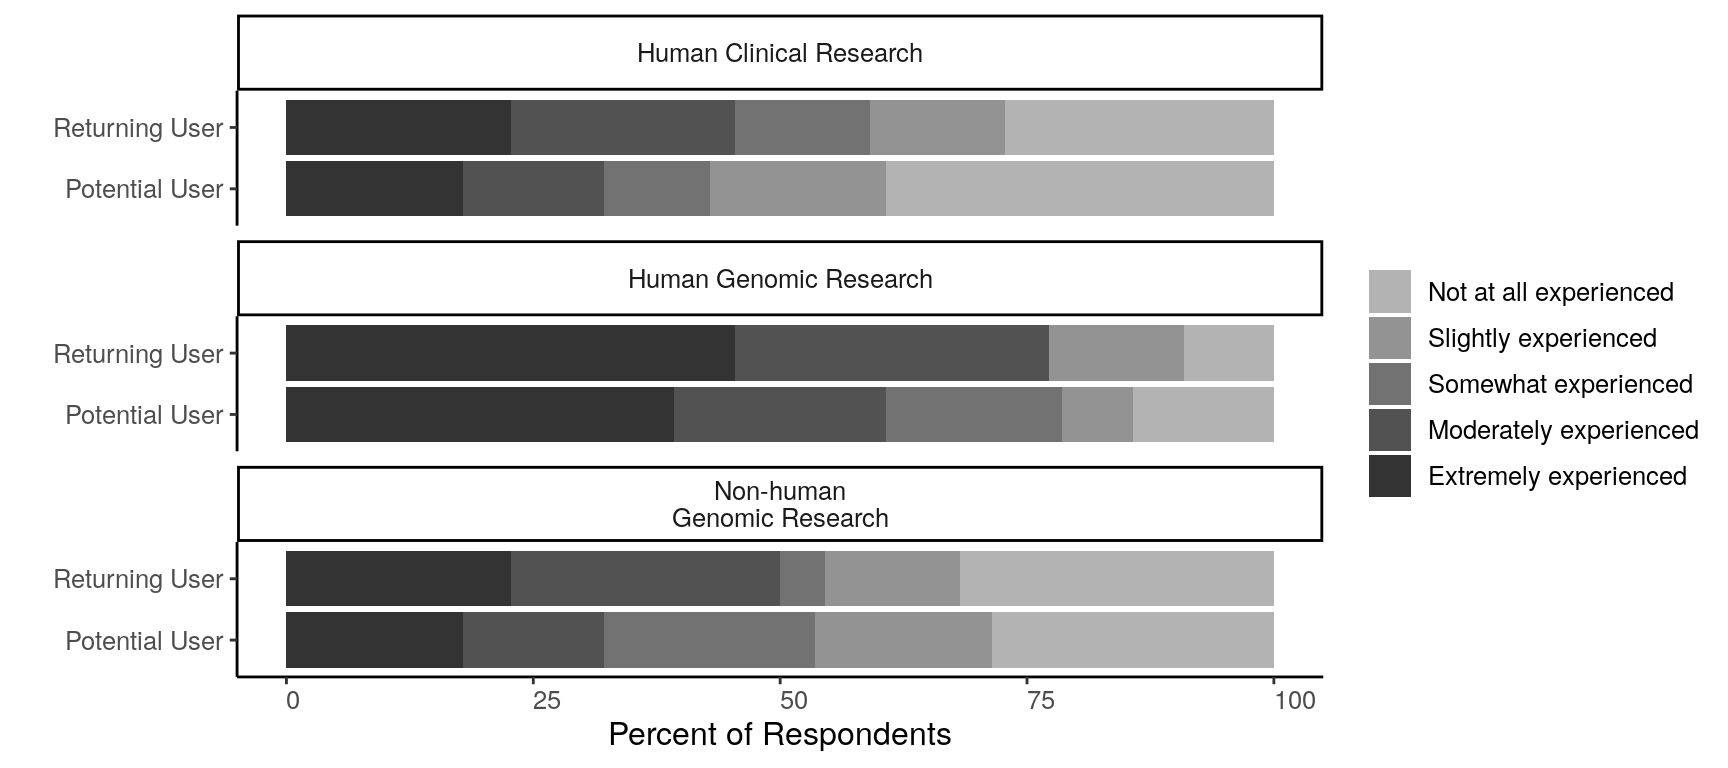 Human Clinical Research
Returning User
Potential User
Human Genomic Research
Returning User
Potential User
Non-human
Genomic Research
Returning User
Potential User
0 25 50 75 100
Percent of Respondents
Not at all experienced
Slightly experienced
Somewhat experienced
Moderately experienced
Extremely experienced